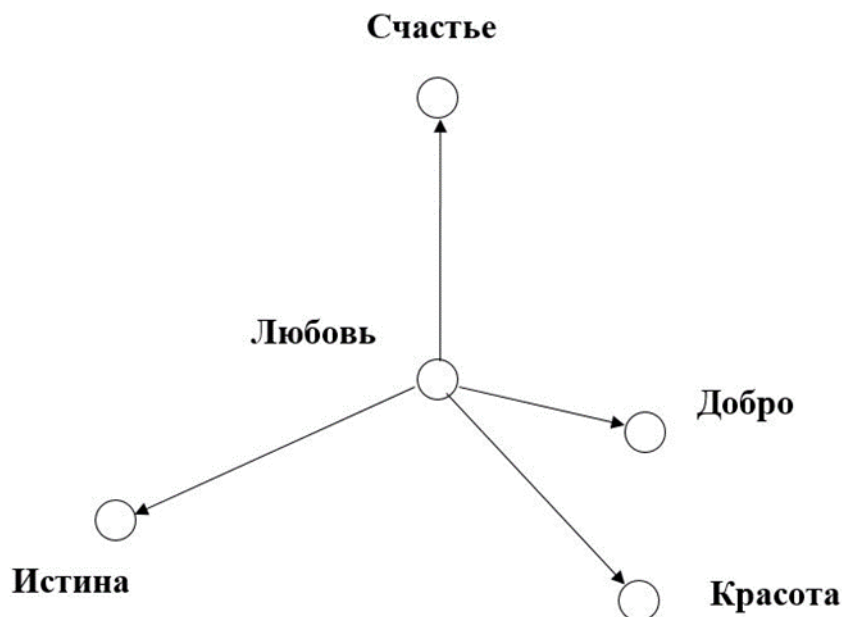 Счастье
Любовь
Добро
Истина
Красота